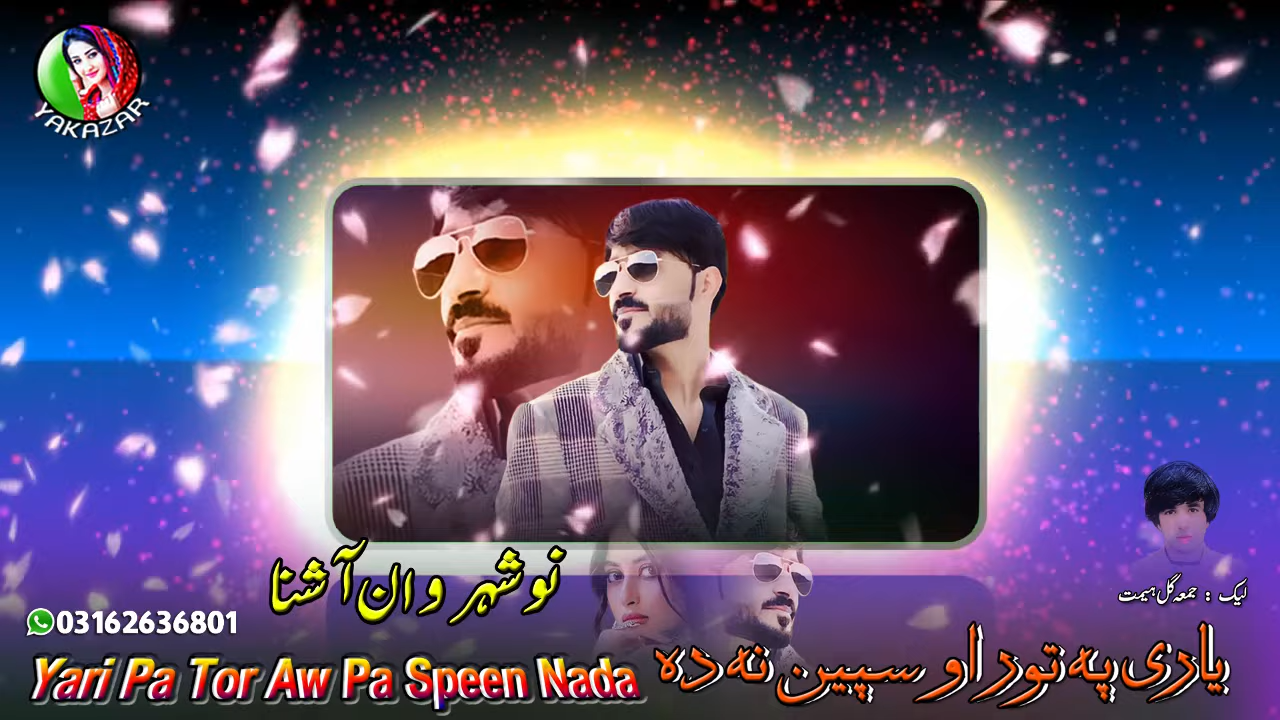 YAKAZAR
نوشہروان آشنا
03162636801
لیک : جمعہ گل ہیمت
Yari Pa Tor Aw Pa Speen Nada
یاری په تور او سپین نه ده